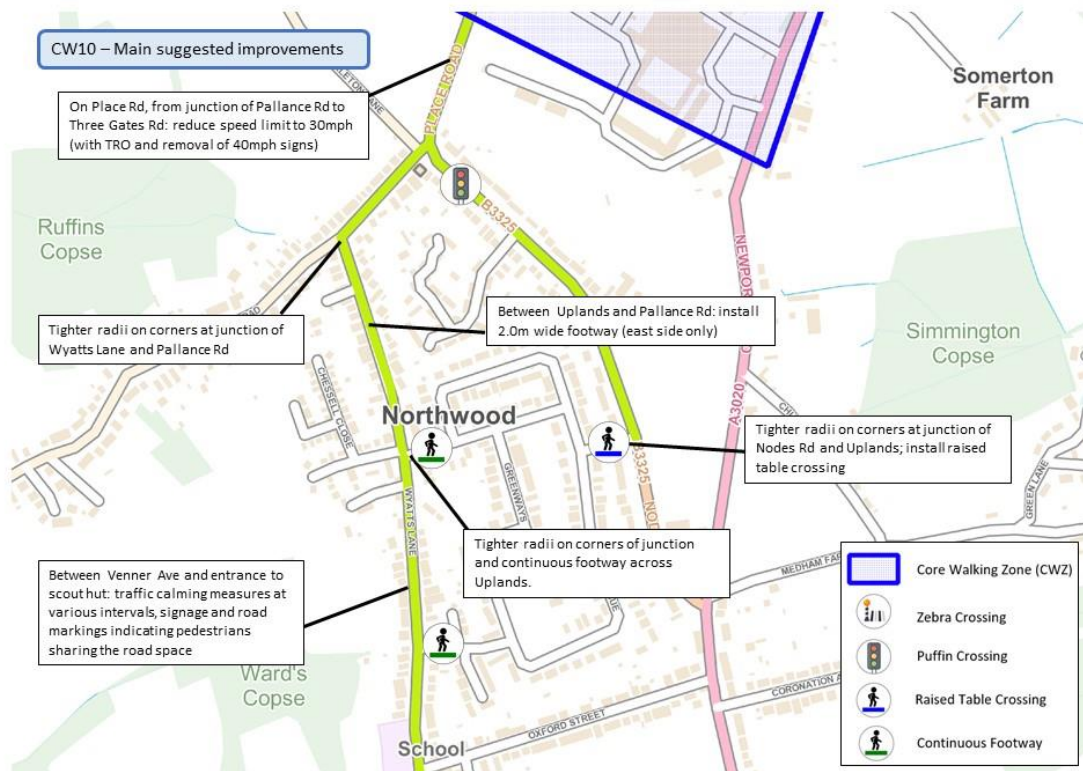 CW10 – Main suggested improvements
On Place Rd, from junction of Pallance Rd to
Three Gates Rd: reduce speed limit to 30mph
(with TRO and removal of 40mph signs)
PLACE ROAD
Somerton
Farm
B3325
Ruffins
Copse
NEWPOR
Tighter radii on corners at junction of
Wyatts Lane and Pallance Rd
Between Uplands and Pallance Rd: install
2.0m wide footway (east side only)
Simmington
Copse
CHESSELL CLOSE
Northwood
A3020
GREENWAYS
B3325
Tighter radii on corners at junction of
Nodes Rd and Uplands; install raised
table crossing
GREEN LANE
WYATTS LANE
Tighter radii on corners of junction
and continuous footway across
Uplands.
MEDHAM FAR
Between Venner Ave and entrance to
scout hut: traffic calming measures at
various intervals, signage and road
markings indicating pedestrians
sharing the road space
Ward's
Copse
School
OXFORD STREET
CORONATION A
Core Walking Zone (CWZ)
Zebra Crossing
Puffin Crossing
Raised Table Crossing
Continuous Footway